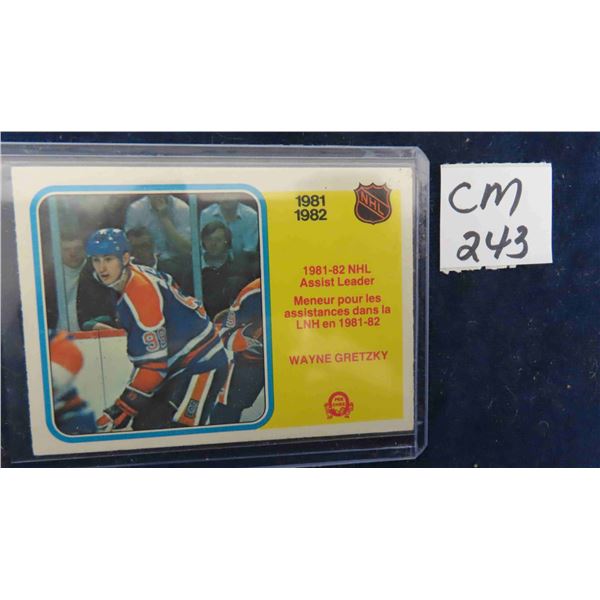 1981
1982
NHL
1981-82 NHL
Assist Leader
Meneur pour les
assistances dans la
LNH en 1981-82
WAYNE GRETZKY
CM
243